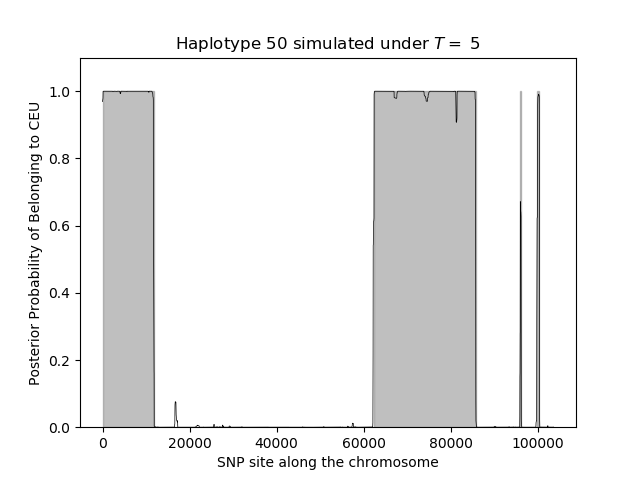 Haplotype 50 simulated under T = 5
Posterior Probability of Belonging to CEU
1.0
0.8
0.6
0.4
0.2
0.0
0 20000 40000 60000 80000 100000
SNP site along the chromosome